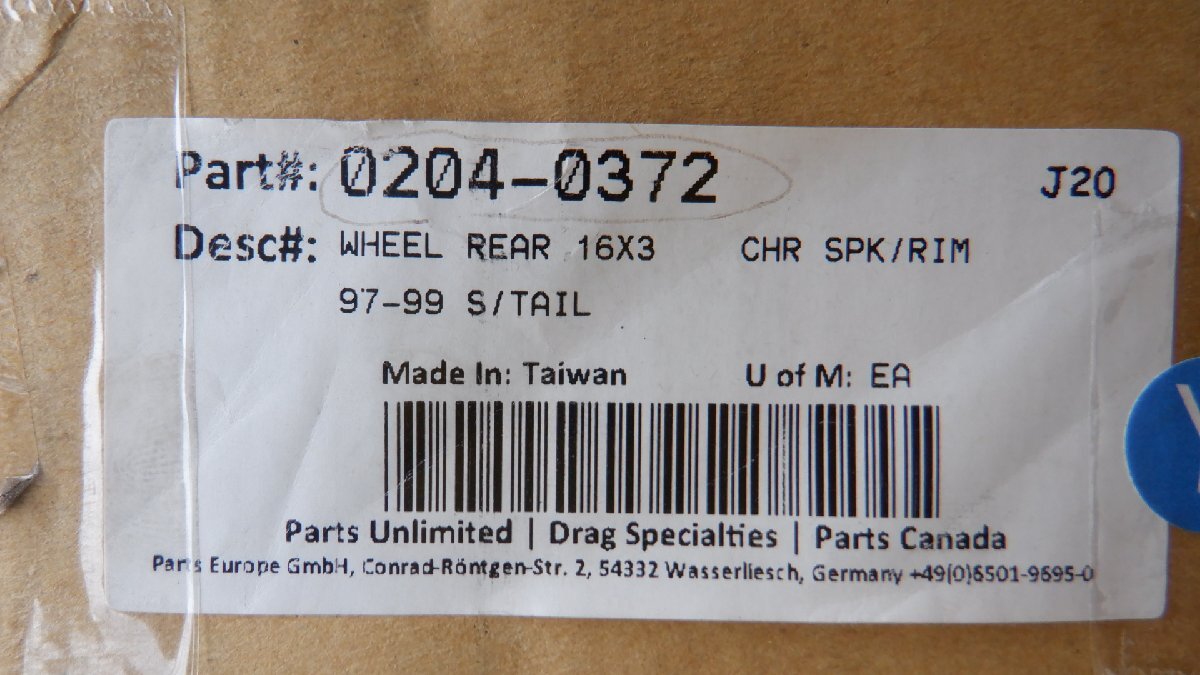 Part#: 0204-0372 J20
Desc#: WHEEL REAR 16X3 CHR SPK/RIM
97-99 S/TAIL
Made In: Taiwan U of M: EA
Parts Unlimited | Drag Specialties | Parts Canada
Parts Europe GmbH, Conrad-Röntgen-Str. 2, 54332 Wasserliesch, Germany +49(0)6501-9695-0